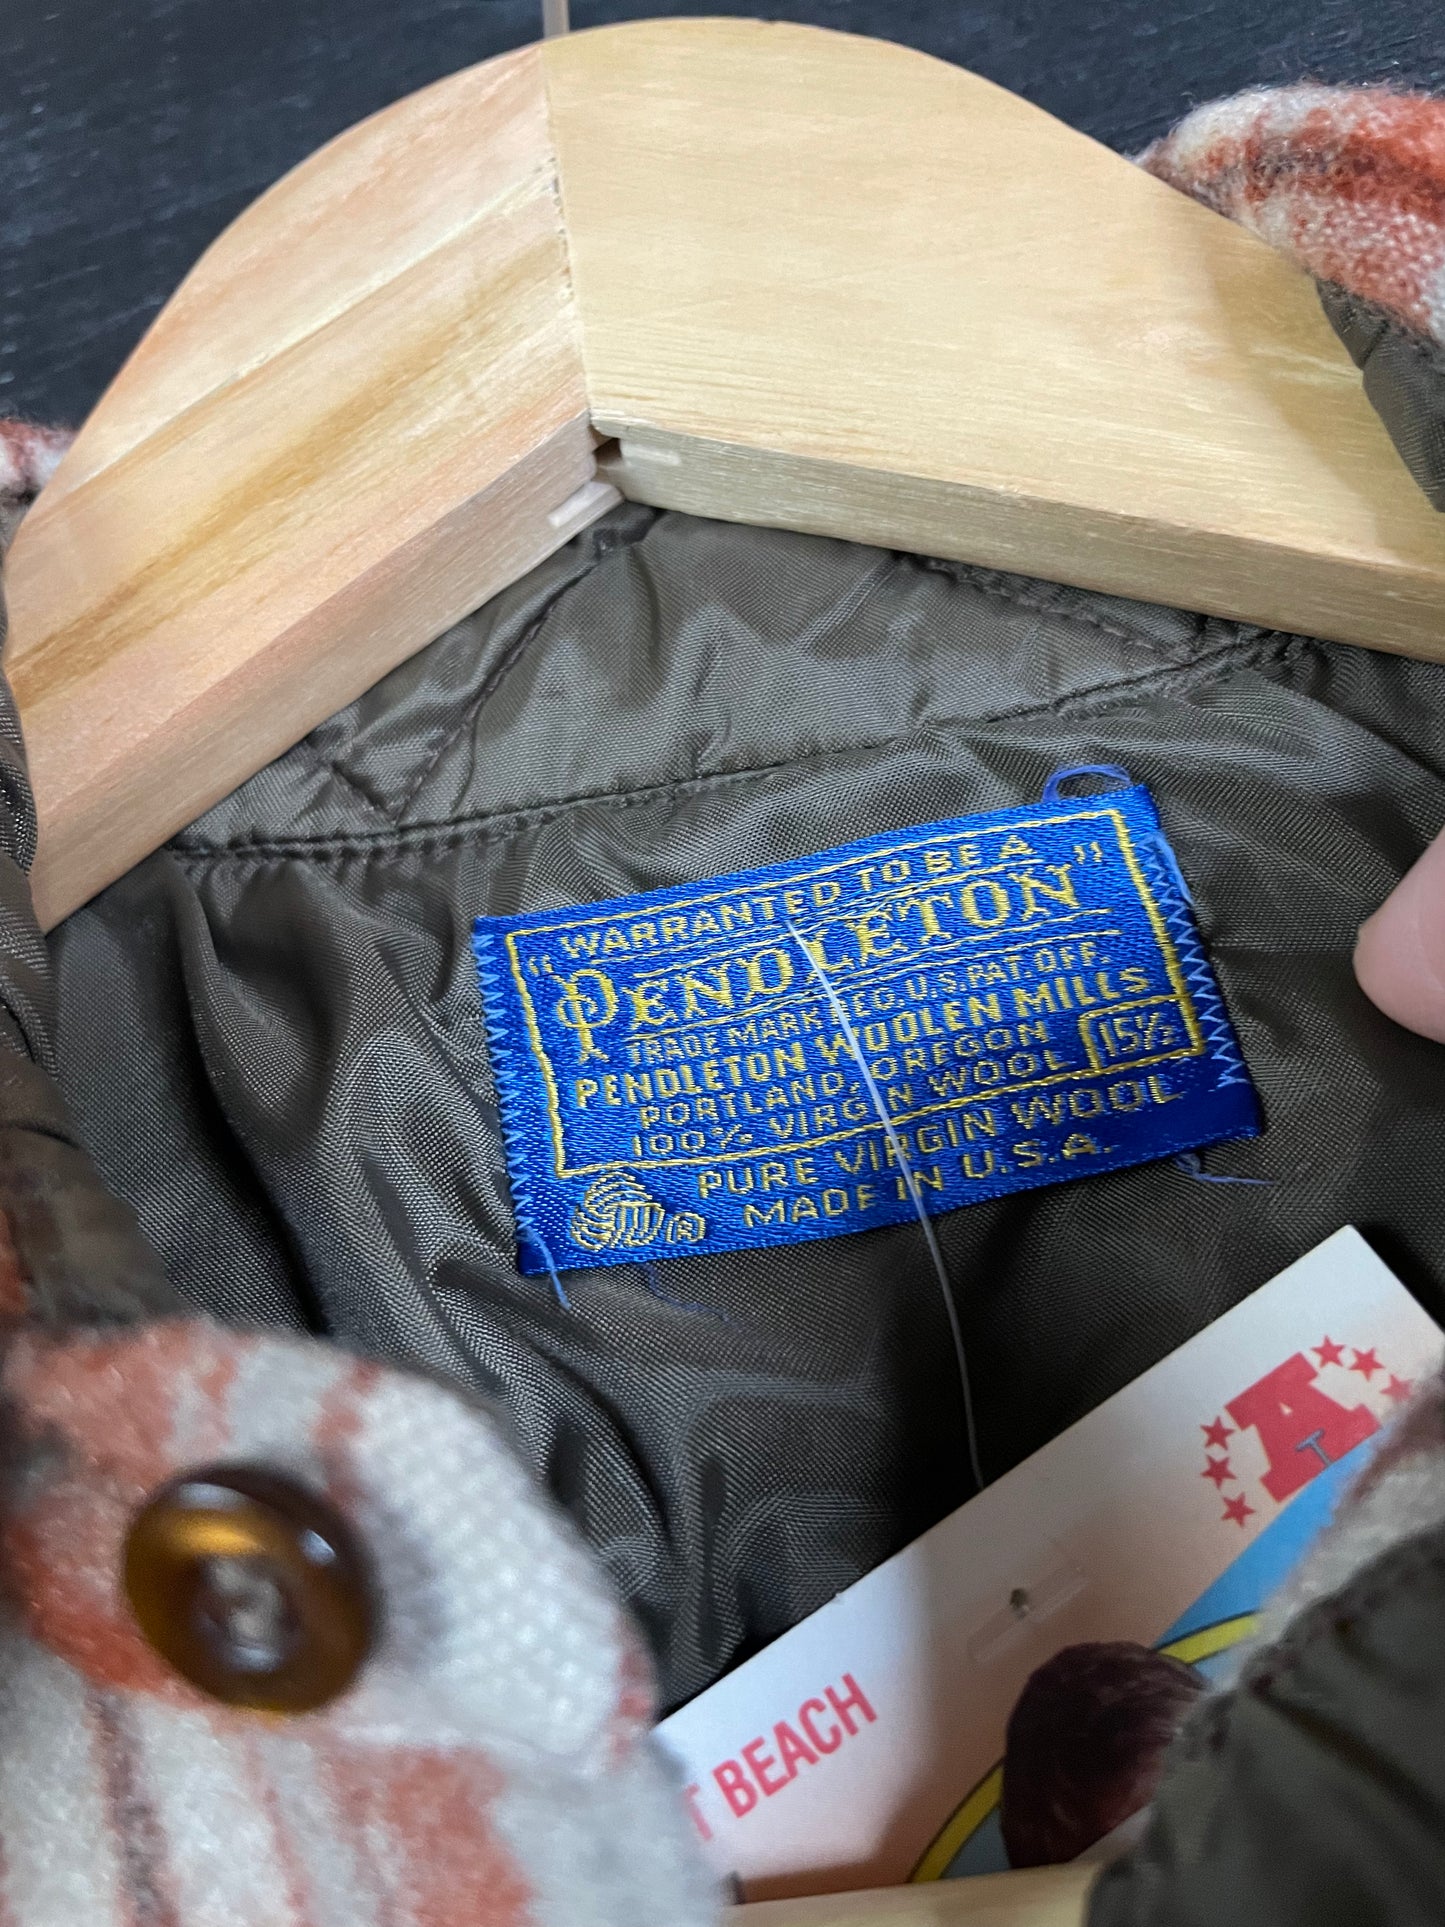 "WARRANTED TO BE A
PENDLETON"
TRADE MARK REG. U.S. PAT. OFF.
PENDLETON WOOLEN MILLS
PORTLAND, OREGON
100% VIRGIN WOOL 15½
PURE VIRGIN WOOL
MADE IN U.S.A.
®
A
T
T BEACH